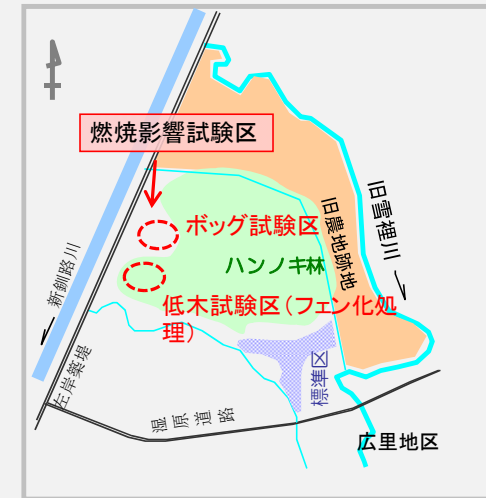 燃焼影響試験区
ボッグ試験区
ハンノキ林
低木試験区(フェン化処
理)
旧農地跡地
旧雪裡川
新釧路川
左岸築堤
湿原道路
標準区
広里地区